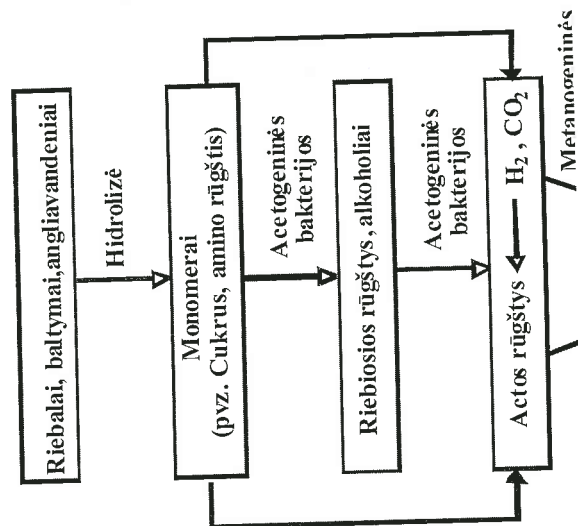 Riebalai, baltymai,angliavandeniai
Hidrolizė
Monomerai
(pvz. Cukrus, amino rūgštis)
Acetogeninės
bakterijos
Riebiosios rūgštys, alkoholiai
Acetogeninės
bakterijos
Actos rūgštys
H₂ , CO₂
Metanogeninės